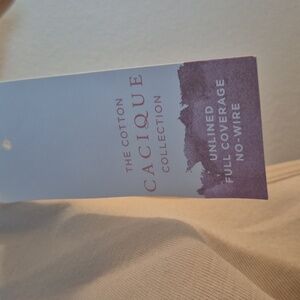 THE COTTON
CACIQUE
COLLECTION
UNLINED
FULL COVERAGE
NO-WIRE